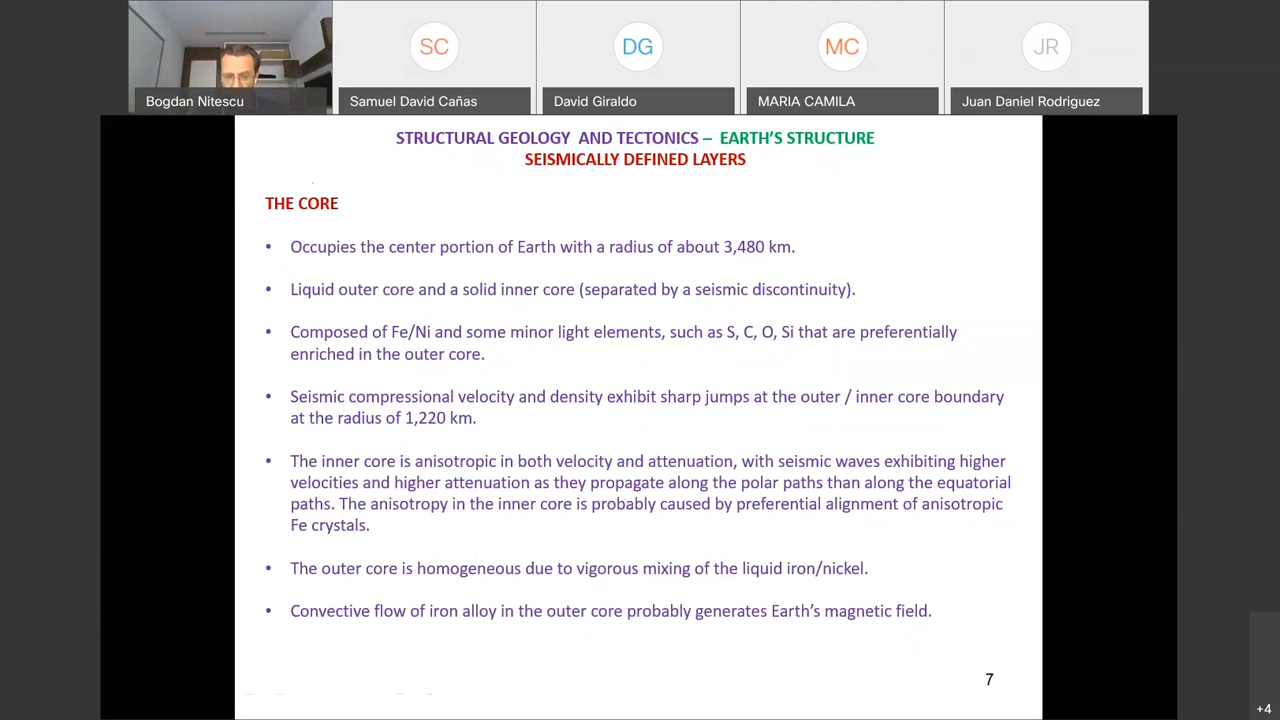 SC
DG
MC
JR
Bogdan Nitescu
Samuel David Cañas
David Giraldo
MARIA CAMILA
Juan Daniel Rodriguez
STRUCTURAL GEOLOGY AND TECTONICS – EARTH'S STRUCTURE
SEISMICALLY DEFINED LAYERS
THE CORE
• Occupies the center portion of Earth with a radius of about 3,480 km.
• Liquid outer core and a solid inner core (separated by a seismic discontinuity).
• Composed of Fe/Ni and some minor light elements, such as S, C, O, Si that are preferentially
enriched in the outer core.
• Seismic compressional velocity and density exhibit sharp jumps at the outer / inner core boundary
at the radius of 1,220 km.
• The inner core is anisotropic in both velocity and attenuation, with seismic waves exhibiting higher
velocities and higher attenuation as they propagate along the polar paths than along the equatorial
paths. The anisotropy in the inner core is probably caused by preferential alignment of anisotropic
Fe crystals.
• The outer core is homogeneous due to vigorous mixing of the liquid iron/nickel.
• Convective flow of iron alloy in the outer core probably generates Earth's magnetic field.
7
+4